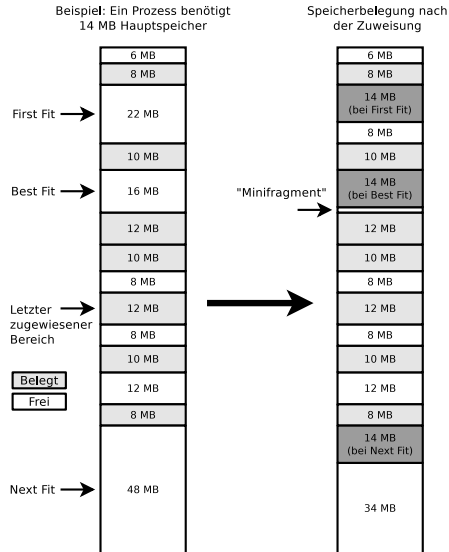 Beispiel: Ein Prozess benötigt
14 MB Hauptspeicher
6 MB
8 MB
First Fit
22 MB
10 MB
Best Fit
16 MB
12 MB
10 MB
8 MB
Letzter
zugewiesener
Bereich
12 MB
8 MB
10 MB
Belegt
Frei
12 MB
8 MB
Next Fit
48 MB
Speicherbelegung nach
der Zuweisung
6 MB
8 MB
14 MB
(bei First Fit)
8 MB
10 MB
14 MB
(bei Best Fit)
"Minifragment"
12 MB
10 MB
8 MB
12 MB
8 MB
10 MB
12 MB
8 MB
14 MB
(bei Next Fit)
34 MB